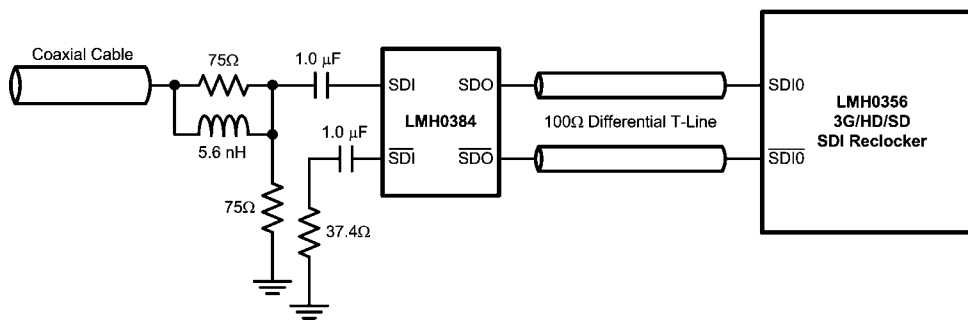 Coaxial Cable
75Ω
5.6 nH
75Ω
1.0 μF
1.0 μF
37.4Ω
SDI
SDO
LMH0384
SDI
SDO
100Ω Differential T-Line
SDI0
LMH0356
3G/HD/SD
SDI Reclocker
SDI0